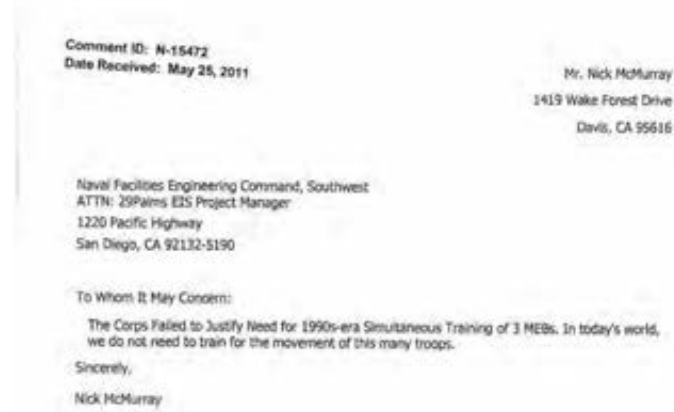 Comment ID: N-15472
Date Received: May 25, 2011
Mr. Nick McMurray
1419 Wake Forest Drive
Davis, CA 95616
Naval Facilities Engineering Command, Southwest
ATTN: 29Palms EIS Project Manager
1220 Pacific Highway
San Diego, CA 92132-5190
To Whom It May Concern:
The Corps Failed to Justify Need for 1990s-era Simultaneous Training of 3 MEBs. In today's world,
we do not need to train for the movement of this many troops.
Sincerely,
Nick McMurray